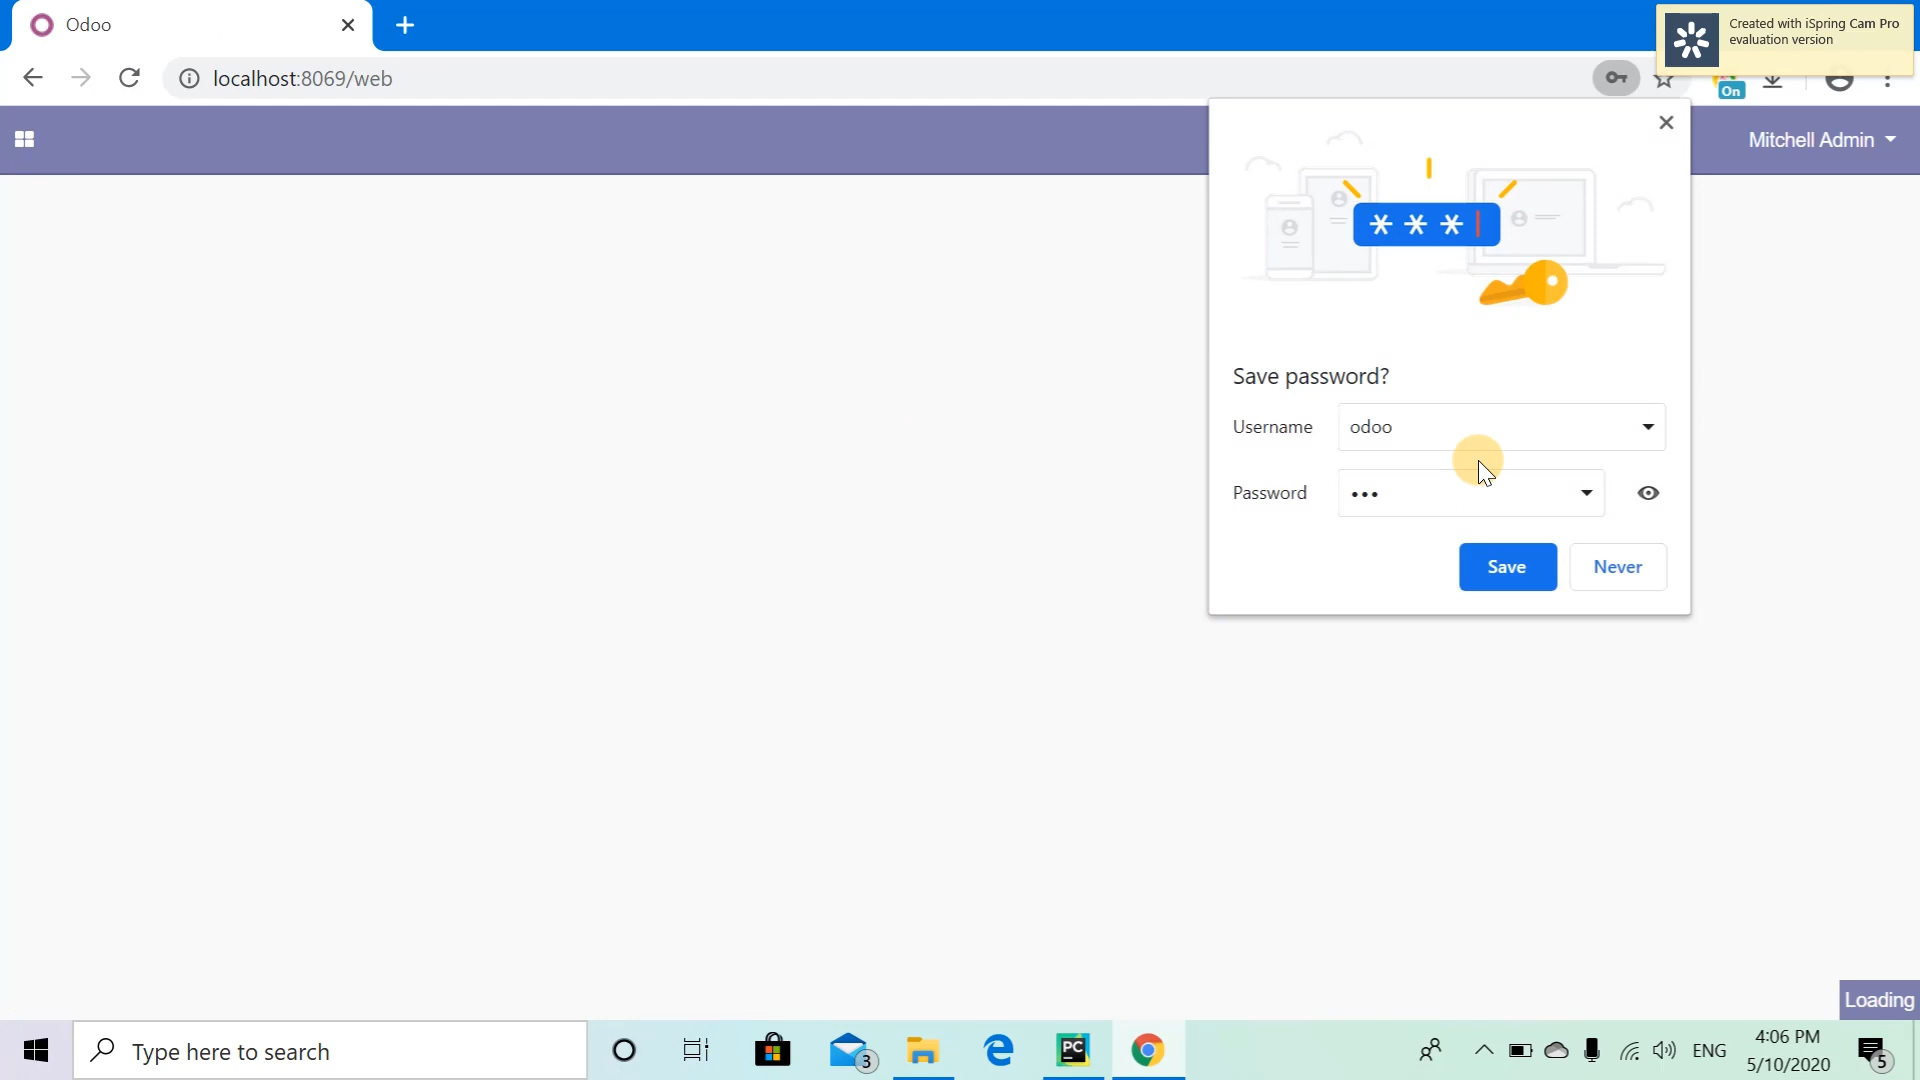 Odoo
Created with iSpring Cam Pro
evaluation version
localhost:8069/web
On
Mitchell Admin
* * *
Save password?
Username
odoo
Password
•••
Save
Never
Loading
Type here to search
3
PC
ENG
4:06 PM
5/10/2020
5